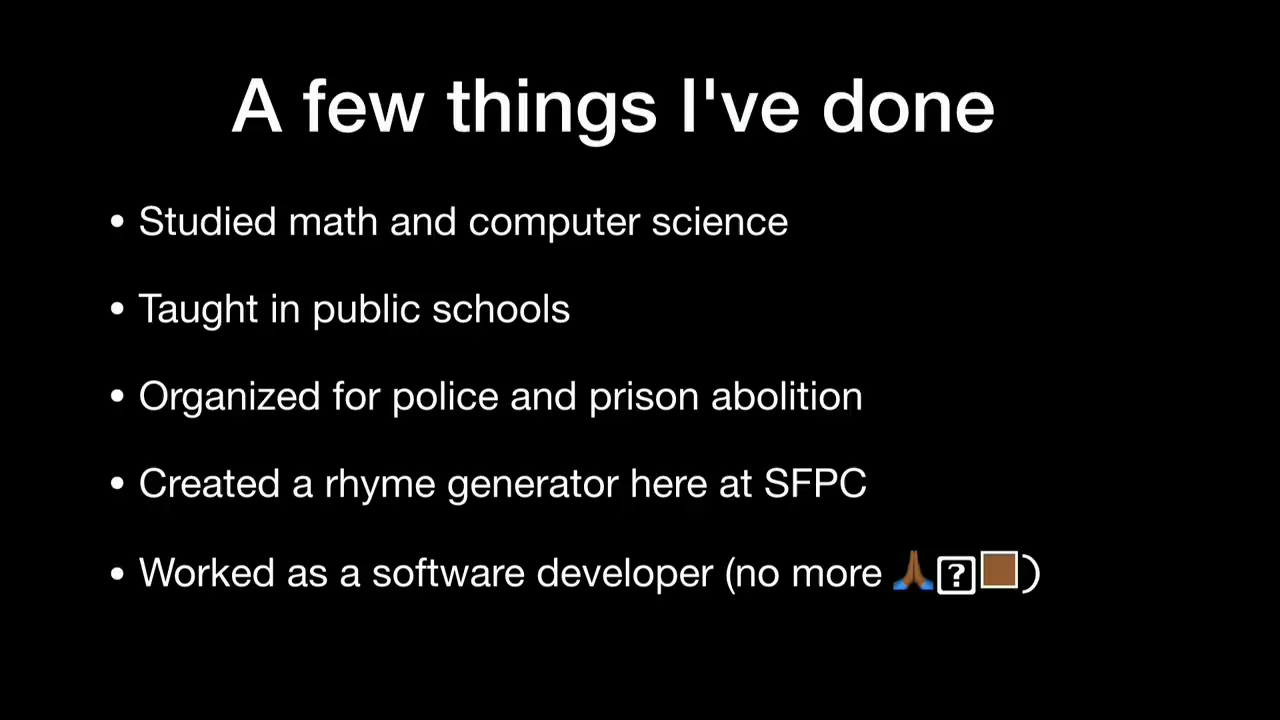 A few things I've done
• Studied math and computer science
• Taught in public schools
• Organized for police and prison abolition
• Created a rhyme generator here at SFPC
• Worked as a software developer (no more 🙏🏾⍰🏾)